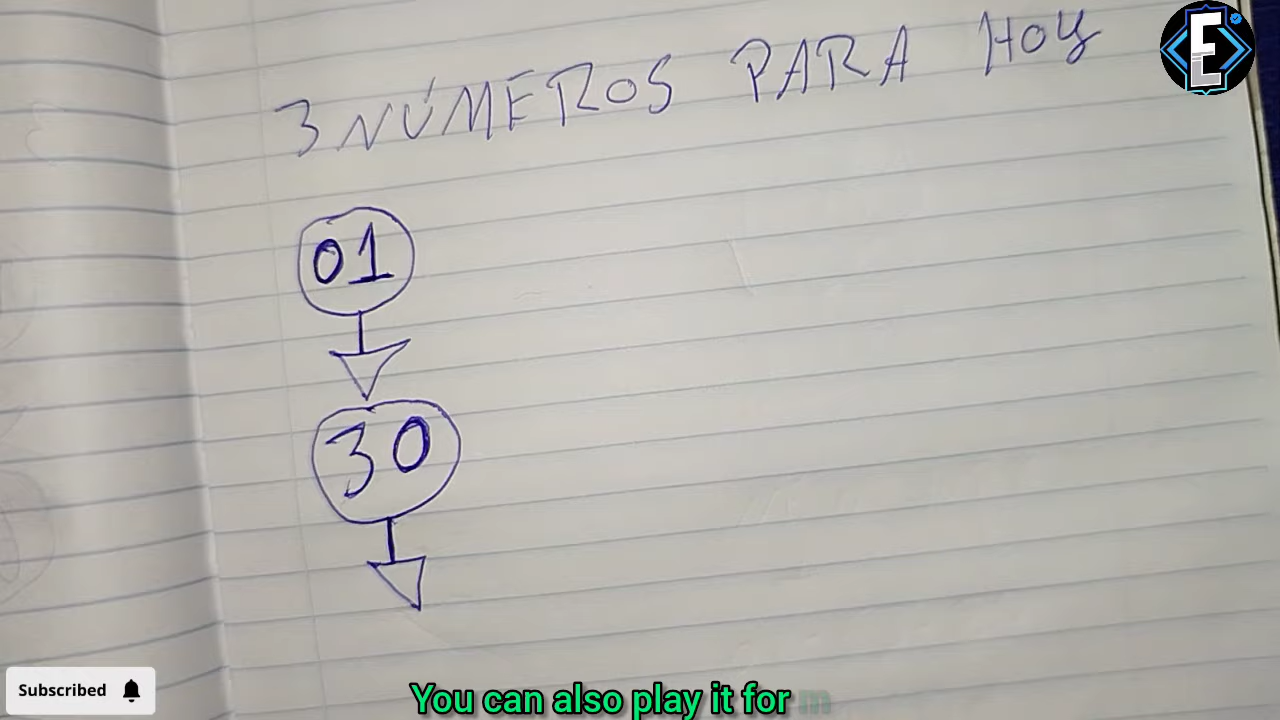 3 NÚMEROS PARA HOY
E
01
30
Subscribed
You can also play it for m